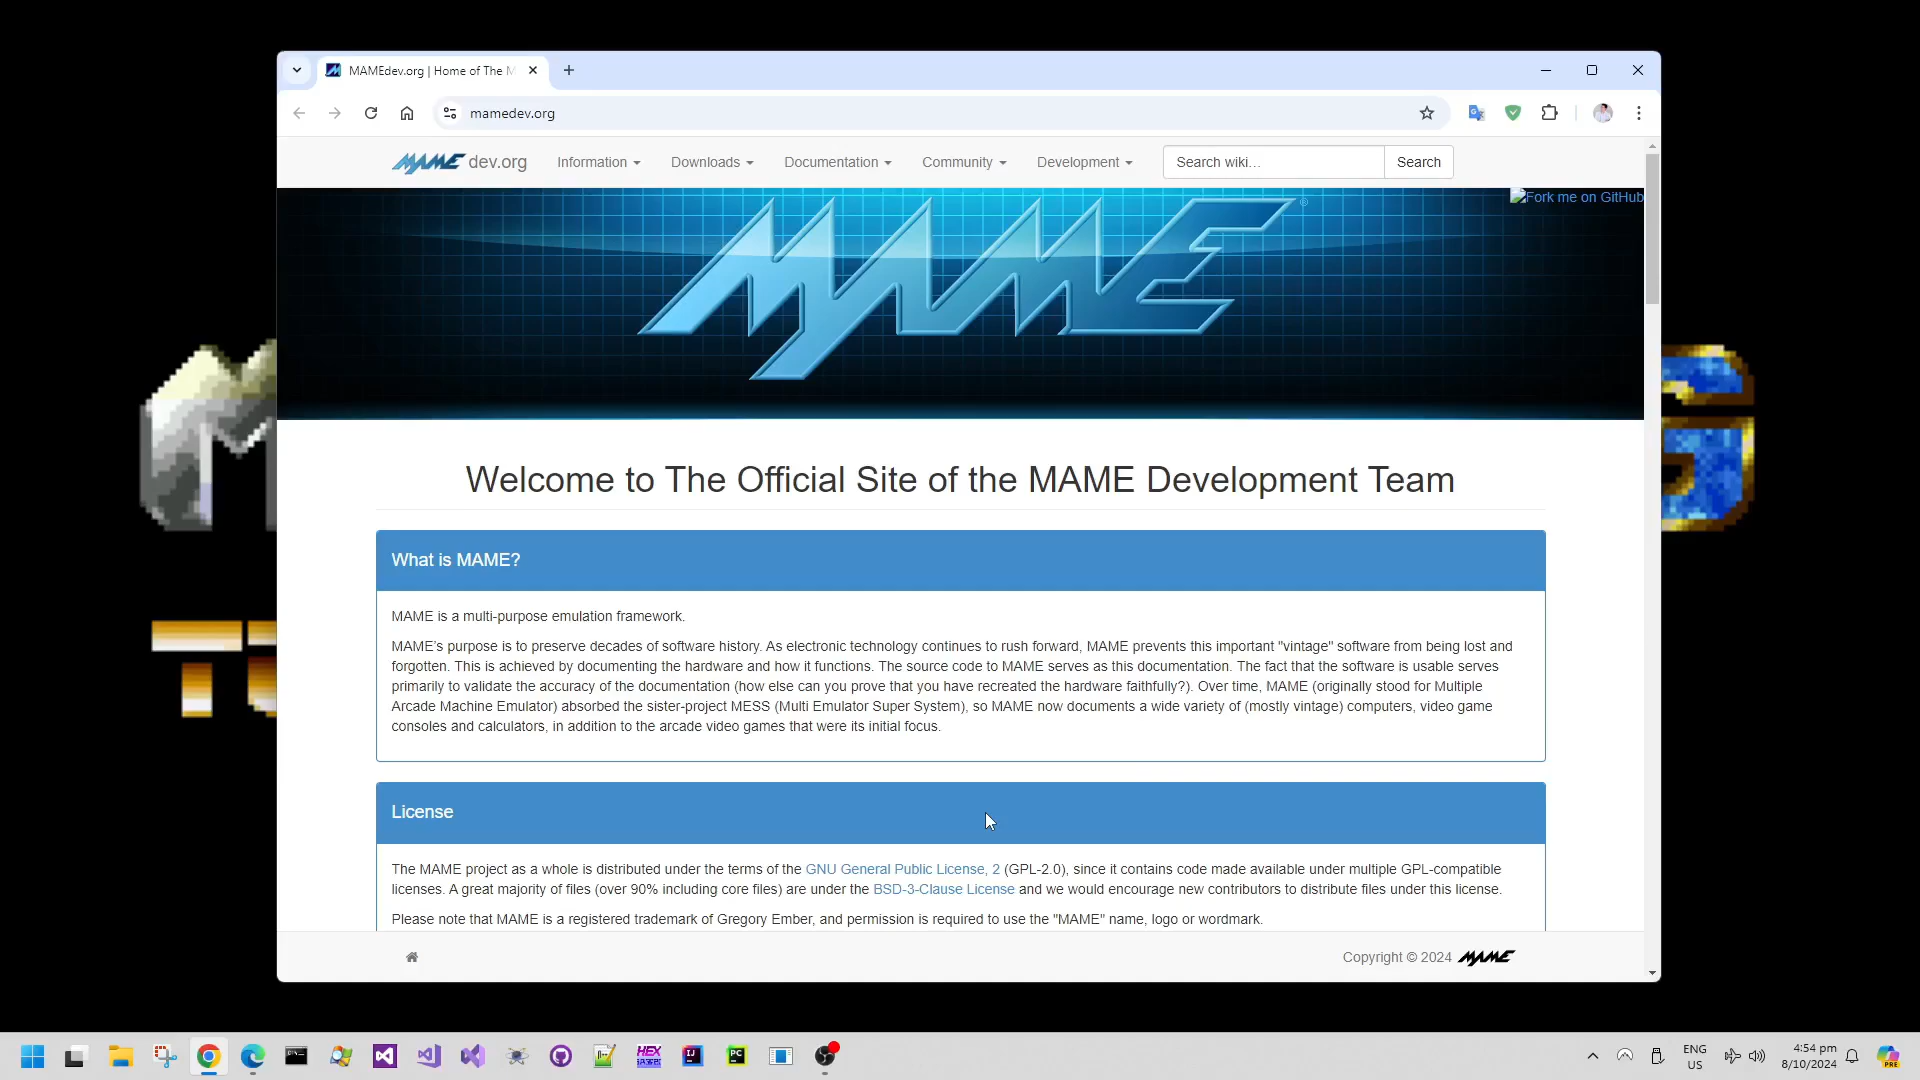 MAMEdev.org | Home of The M
mamedev.org
MAME dev.org
Information
Downloads
Documentation
Community
Development
Search wiki...
Search
MAME ®
Fork me on GitHub
Welcome to The Official Site of the MAME Development Team
What is MAME?
MAME is a multi-purpose emulation framework.
MAME's purpose is to preserve decades of software history. As electronic technology continues to rush forward, MAME prevents this important "vintage" software from being lost and
forgotten. This is achieved by documenting the hardware and how it functions. The source code to MAME serves as this documentation. The fact that the software is usable serves
primarily to validate the accuracy of the documentation (how else can you prove that you have recreated the hardware faithfully?). Over time, MAME (originally stood for Multiple
Arcade Machine Emulator) absorbed the sister-project MESS (Multi Emulator Super System), so MAME now documents a wide variety of (mostly vintage) computers, video game
consoles and calculators, in addition to the arcade video games that were its initial focus.
License
The MAME project as a whole is distributed under the terms of the GNU General Public License, 2 (GPL-2.0), since it contains code made available under multiple GPL-compatible
licenses. A great majority of files (over 90% including core files) are under the BSD-3-Clause License and we would encourage new contributors to distribute files under this license.
Please note that MAME is a registered trademark of Gregory Ember, and permission is required to use the "MAME" name, logo or wordmark.
Copyright © 2024 MAME
HEX
IJ
PC
ENG
US
4:54 pm
8/10/2024
PRE